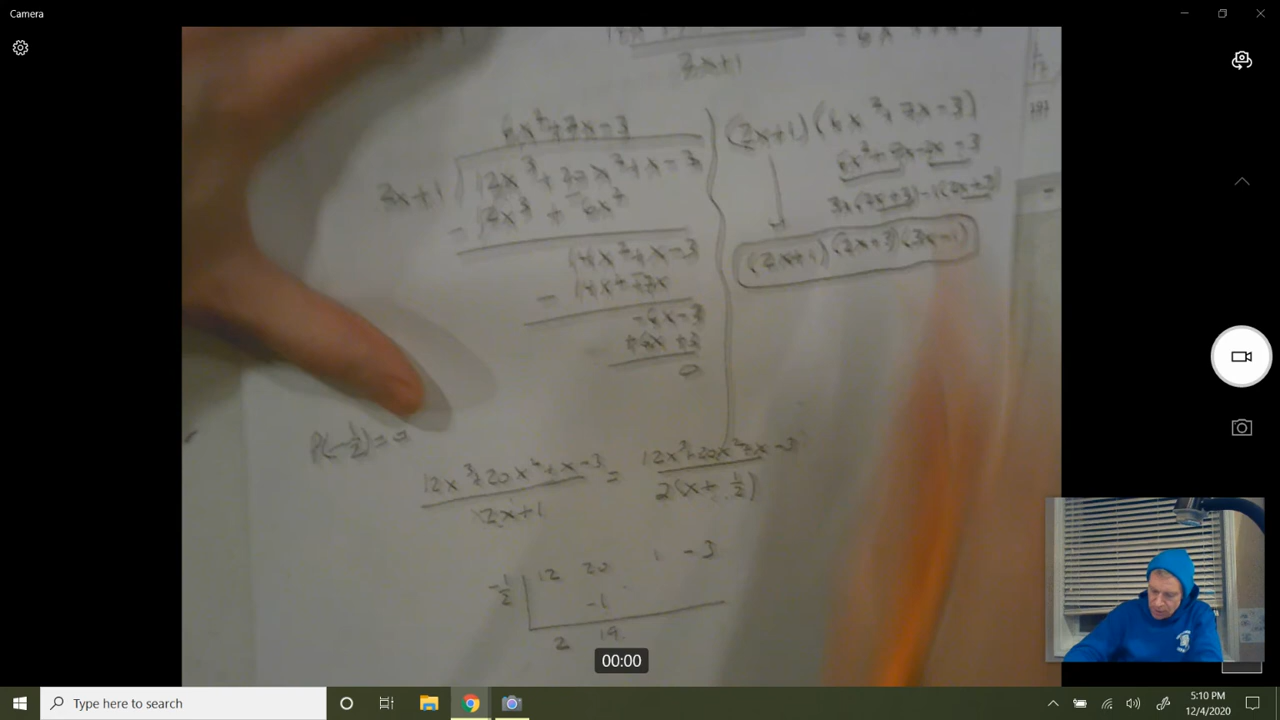 Camera
2x+1
6x²+7x-3
2x+1 | 12x³+20x²+x-3
- 12x³ + 6x²
14x²+x-3
- 14x²+7x
-6x-3
+6x +3
0
(2x+1)(6x²+7x-3)
6x²+9x-2x-3
3x(2x+3)-1(2x+3)
(2x+1)(2x+3)(3x-1)
P(-1/2)=0
12x³+20x²+x-3 / 2x+1 = 12x³+20x²+x-3 / 2(x+1/2)
-1/2 | 12 20 1 -3
-1
2 19
00:00
Type here to search
5:10 PM
12/4/2020